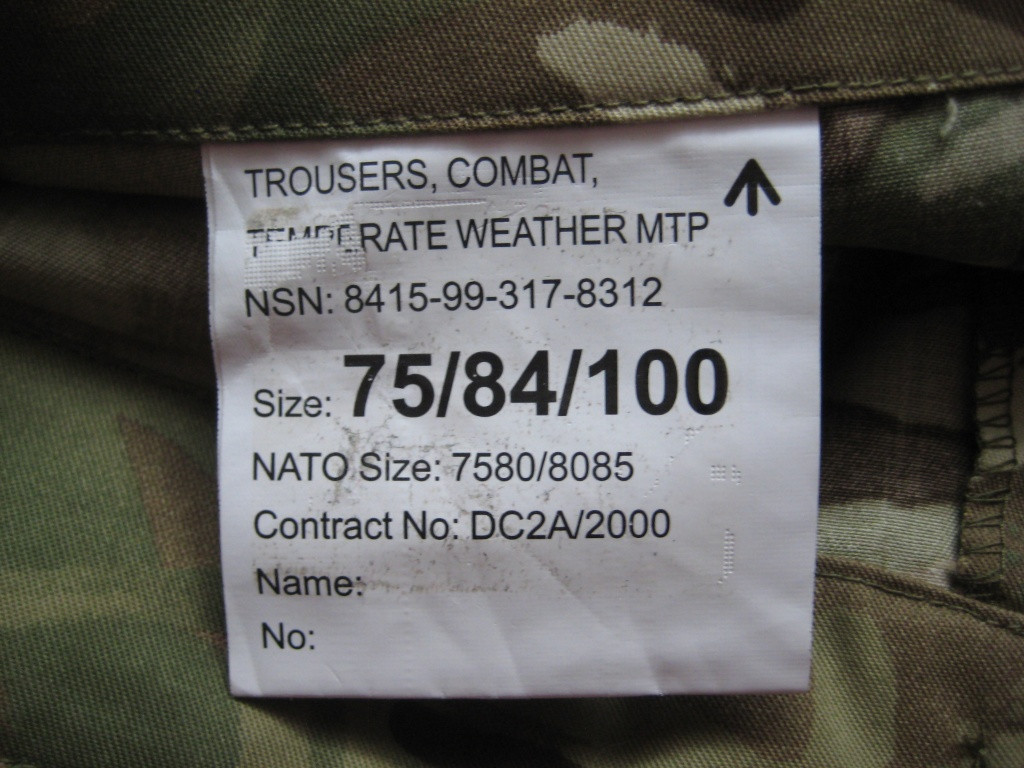 TROUSERS, COMBAT,
TEMPERATE WEATHER MTP
NSN: 8415-99-317-8312
Size: 75/84/100
NATO Size: 7580/8085
Contract No: DC2A/2000
Name:
No: